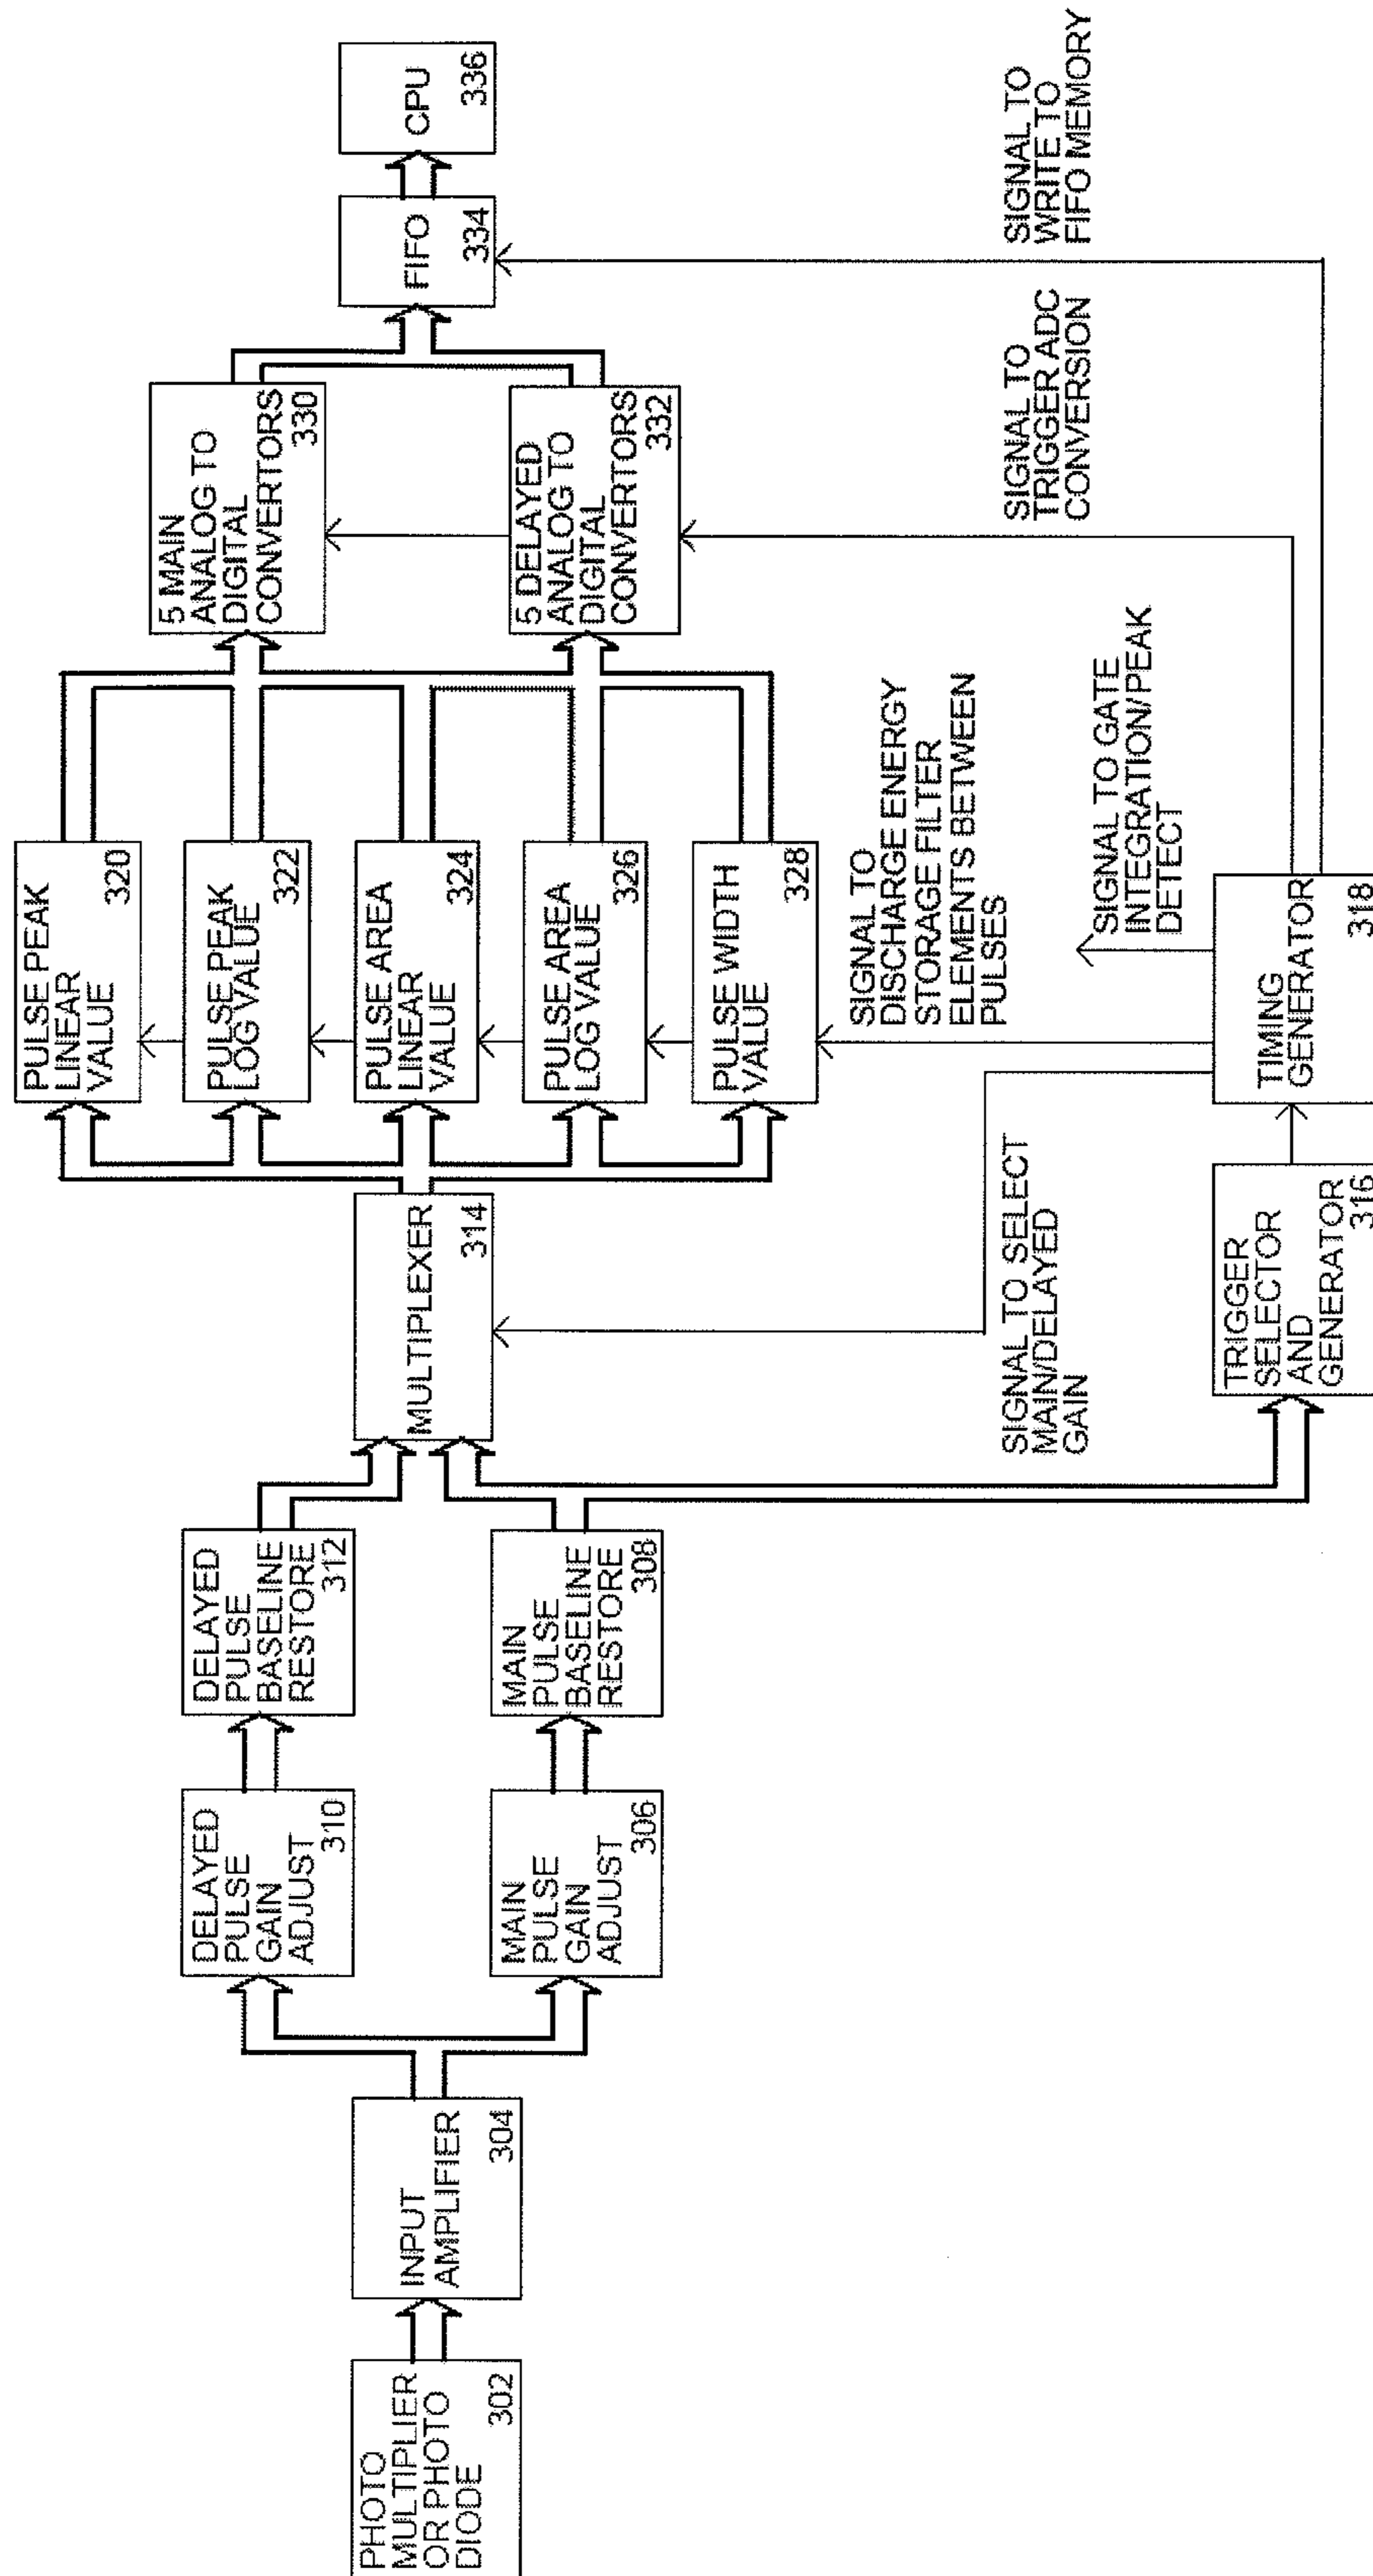 PHOTO
MULTIPLIER
OR PHOTO
DIODE
302
INPUT
AMPLIFIER
304
DELAYED
PULSE
GAIN
ADJUST
310
MAIN
PULSE
GAIN
ADJUST
306
DELAYED
PULSE
BASELINE
RESTORE
312
MAIN
PULSE
BASELINE
RESTORE
308
MULTIPLEXER
314
SIGNAL TO SELECT
MAIN/DELAYED
GAIN
TRIGGER
SELECTOR
AND
GENERATOR
316
PULSE PEAK
LINEAR
VALUE
320
PULSE PEAK
LOG VALUE
322
PULSE AREA
LINEAR
VALUE
324
PULSE AREA
LOG VALUE
326
PULSE WIDTH
VALUE
328
SIGNAL TO
DISCHARGE ENERGY
STORAGE FILTER
ELEMENTS BETWEEN
PULSES
TIMING
GENERATOR
318
SIGNAL TO GATE
INTEGRATION/PEAK
DETECT
5 MAIN
ANALOG TO
DIGITAL
CONVERTORS
330
5 DELAYED
ANALOG TO
DIGITAL
CONVERTORS
332
SIGNAL TO
TRIGGER ADC
CONVERSION
FIFO
334
CPU
336
SIGNAL TO
WRITE TO
FIFO MEMORY